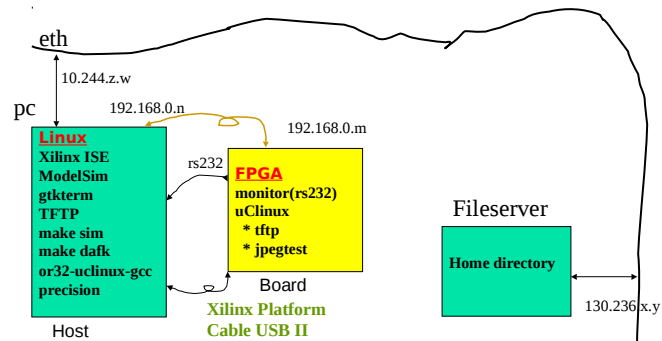 eth
10.244.z.w
pc
192.168.0.n
192.168.0.m
Linux
Xilinx ISE
ModelSim
gtkterm
TFTP
make sim
make dafk
or32-uclinux-gcc
precision
Host
rs232
FPGA
monitor(rs232)
uClinux
* tftp
* jpegtest
Board
Xilinx Platform
Cable USB II
Fileserver
Home directory
130.236.x.y